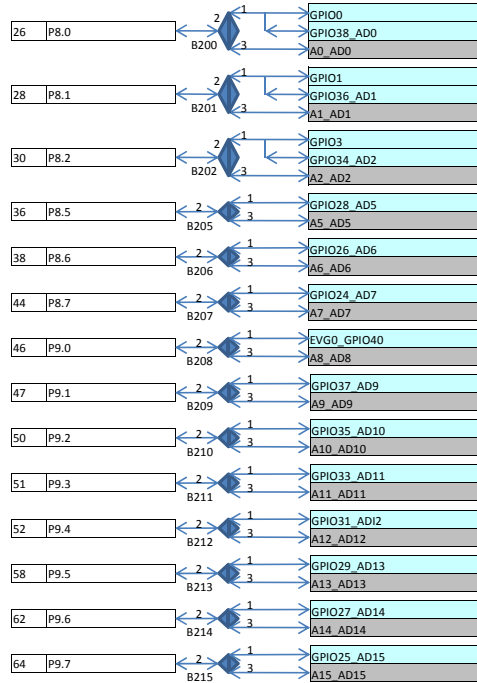 1
GPIO0
2
26 P8.0
GPIO38_AD0
B200
3
A0_AD0
1
GPIO1
2
28 P8.1
GPIO36_AD1
B201
3
A1_AD1
1
GPIO3
2
30 P8.2
GPIO34_AD2
B202
3
A2_AD2
1
GPIO28_AD5
36 P8.5
2
3
A5_AD5
B205
1
GPIO26_AD6
38 P8.6
2
3
A6_AD6
B206
1
GPIO24_AD7
44 P8.7
2
3
A7_AD7
B207
1
EVG0_GPIO40
46 P9.0
2
3
A8_AD8
B208
1
GPIO37_AD9
47 P9.1
2
3
A9_AD9
B209
1
GPIO35_AD10
50 P9.2
2
3
A10_AD10
B210
1
GPIO33_AD11
51 P9.3
2
3
A11_AD11
B211
1
GPIO31_ADI2
52 P9.4
2
3
A12_AD12
B212
1
GPIO29_AD13
58 P9.5
2
3
A13_AD13
B213
1
GPIO27_AD14
62 P9.6
2
3
A14_AD14
B214
1
GPIO25_AD15
64 P9.7
2
3
A15_AD15
B215